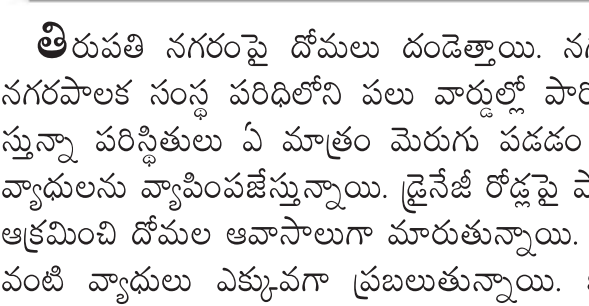 తిరుపతి నగరంపై దోమలు దండెత్తాయి.
నగరపాలక సంస్థ పరిధిలోని పలు వార్డుల్లో
స్తున్నా పరిస్థితులు ఏ మాత్రం మెరుగు పడడం
వ్యాధులను వ్యాపింపజేస్తున్నాయి. డ్రైనేజీ రోడ్లపై
ఆక్రమించి దోమల ఆవాసాలుగా మారుతున్నాయి.
వంటి వ్యాధులు ఎక్కువగా ప్రబలుతున్నాయి.